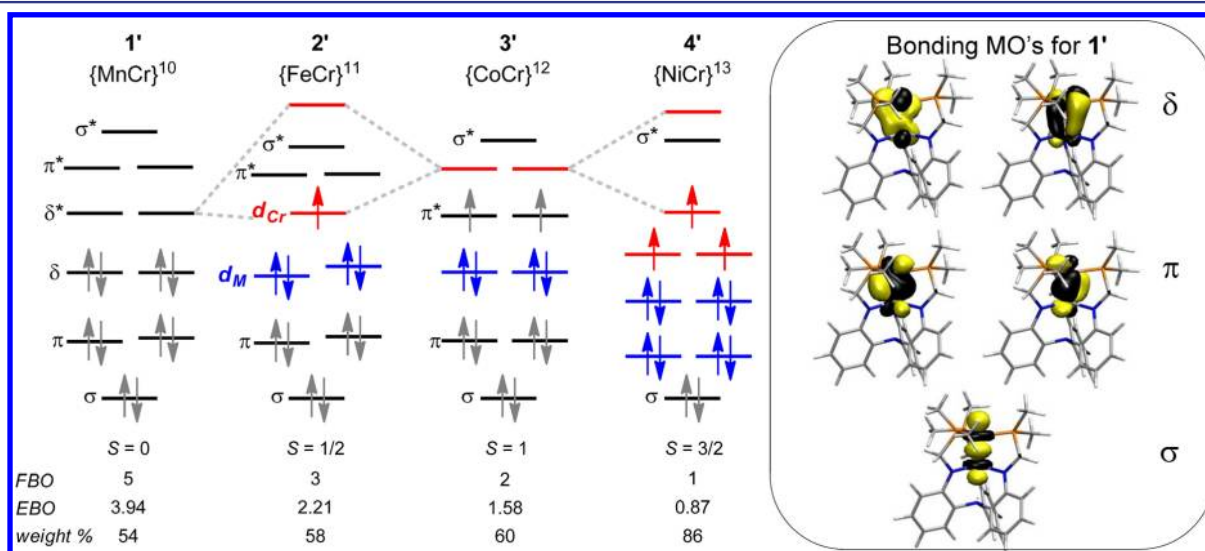 1' 2' 3' 4'
{MnCr}¹⁰ {FeCr}¹¹ {CoCr}¹² {NiCr}¹³
σ* σ* σ* σ*
π* π* π*
δ* d_Cr
δ d_M
π π π
σ σ σ σ
S = 0 S = 1/2 S = 1 S = 3/2
FBO 5 3 2 1
EBO 3.94 2.21 1.58 0.87
weight % 54 58 60 86
Bonding MO's for 1'
δ
π
σ